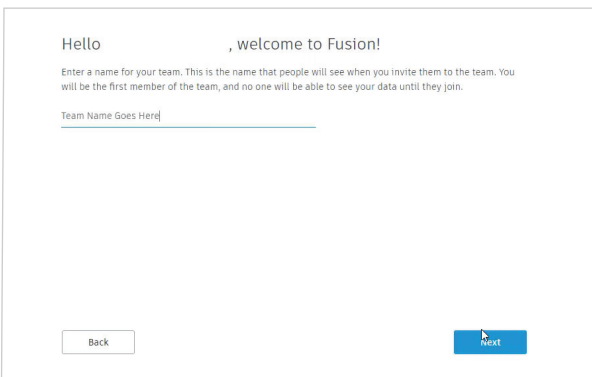 Hello , welcome to Fusion!
Enter a name for your team. This is the name that people will see when you invite them to the team. You
will be the first member of the team, and no one will be able to see your data until they join.
Team Name Goes Here
Back
Next